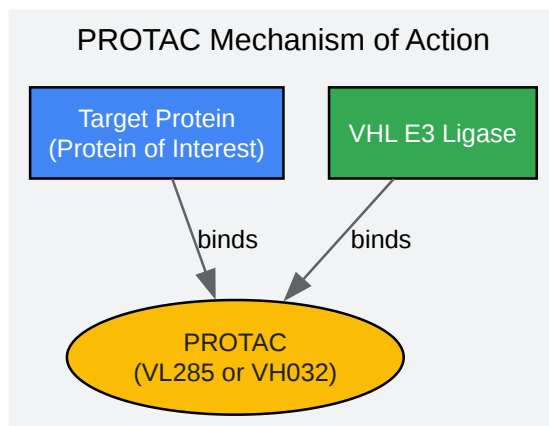 PROTAC Mechanism of Action
Target Protein
(Protein of Interest)
VHL E3 Ligase
binds
binds
PROTAC
(VL285 or VH032)